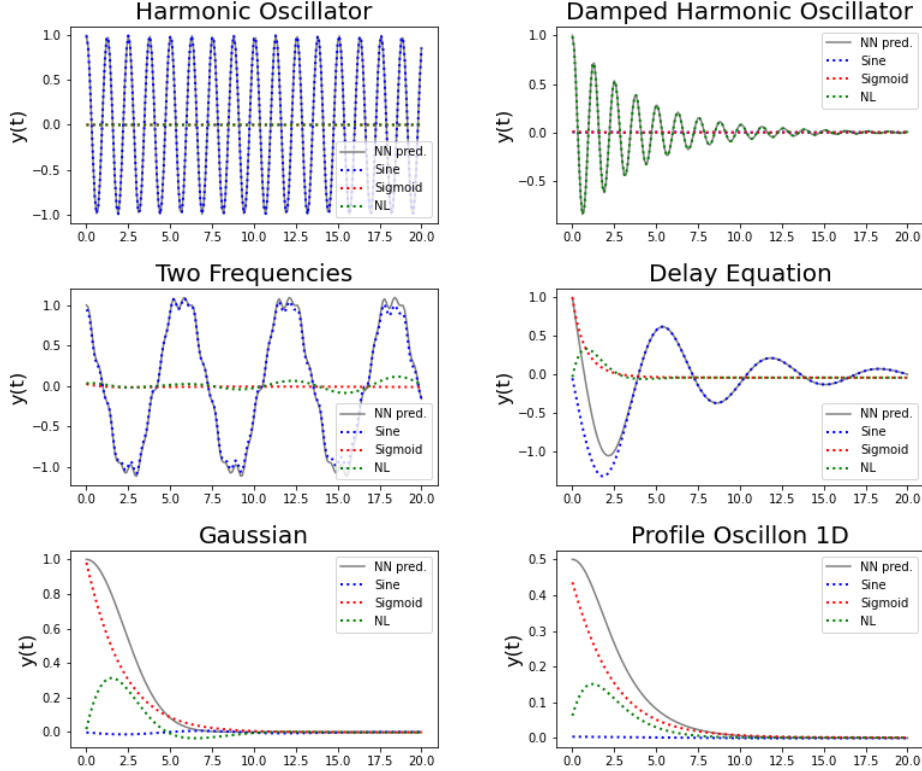 Harmonic Oscillator
y(t)
1.0
0.5
0.0
−0.5
−1.0
NN pred.
Sine
Sigmoid
NL
0.0 2.5 5.0 7.5 10.0 12.5 15.0 17.5 20.0
Damped Harmonic Oscillator
y(t)
1.0
0.5
0.0
−0.5
NN pred.
Sine
Sigmoid
NL
0.0 2.5 5.0 7.5 10.0 12.5 15.0 17.5 20.0
Two Frequencies
y(t)
1.0
0.5
0.0
−0.5
−1.0
NN pred.
Sine
Sigmoid
NL
0.0 2.5 5.0 7.5 10.0 12.5 15.0 17.5 20.0
Delay Equation
y(t)
1.0
0.5
0.0
−0.5
−1.0
NN pred.
Sine
Sigmoid
NL
0.0 2.5 5.0 7.5 10.0 12.5 15.0 17.5 20.0
Gaussian
y(t)
1.0
0.8
0.6
0.4
0.2
0.0
NN pred.
Sine
Sigmoid
NL
0.0 2.5 5.0 7.5 10.0 12.5 15.0 17.5 20.0
Profile Oscillon 1D
y(t)
0.5
0.4
0.3
0.2
0.1
0.0
NN pred.
Sine
Sigmoid
NL
0.0 2.5 5.0 7.5 10.0 12.5 15.0 17.5 20.0